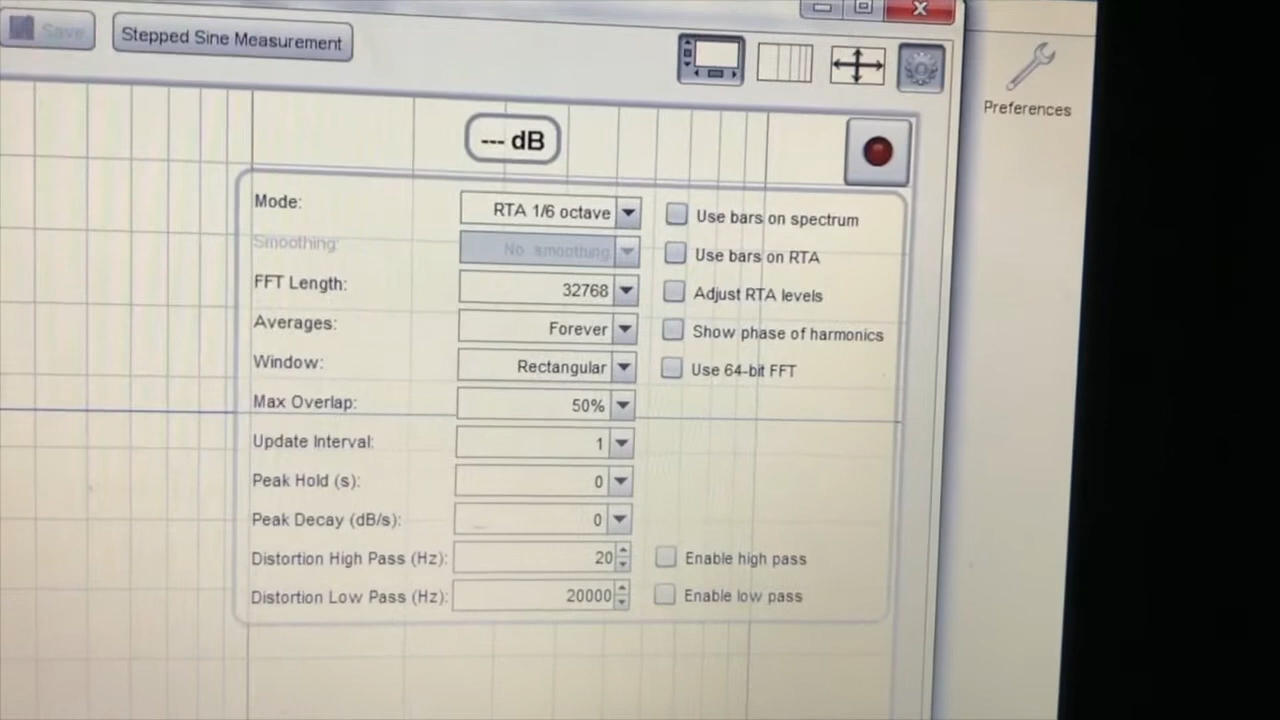 Save
Stepped Sine Measurement
Preferences
--- dB
Mode:
RTA 1/6 octave
Use bars on spectrum
Smoothing:
No smoothing
Use bars on RTA
FFT Length:
32768
Adjust RTA levels
Averages:
Forever
Show phase of harmonics
Window:
Rectangular
Use 64-bit FFT
Max Overlap:
50%
Update Interval:
1
Peak Hold (s):
0
Peak Decay (dB/s):
0
Distortion High Pass (Hz):
20
Enable high pass
Distortion Low Pass (Hz):
20000
Enable low pass